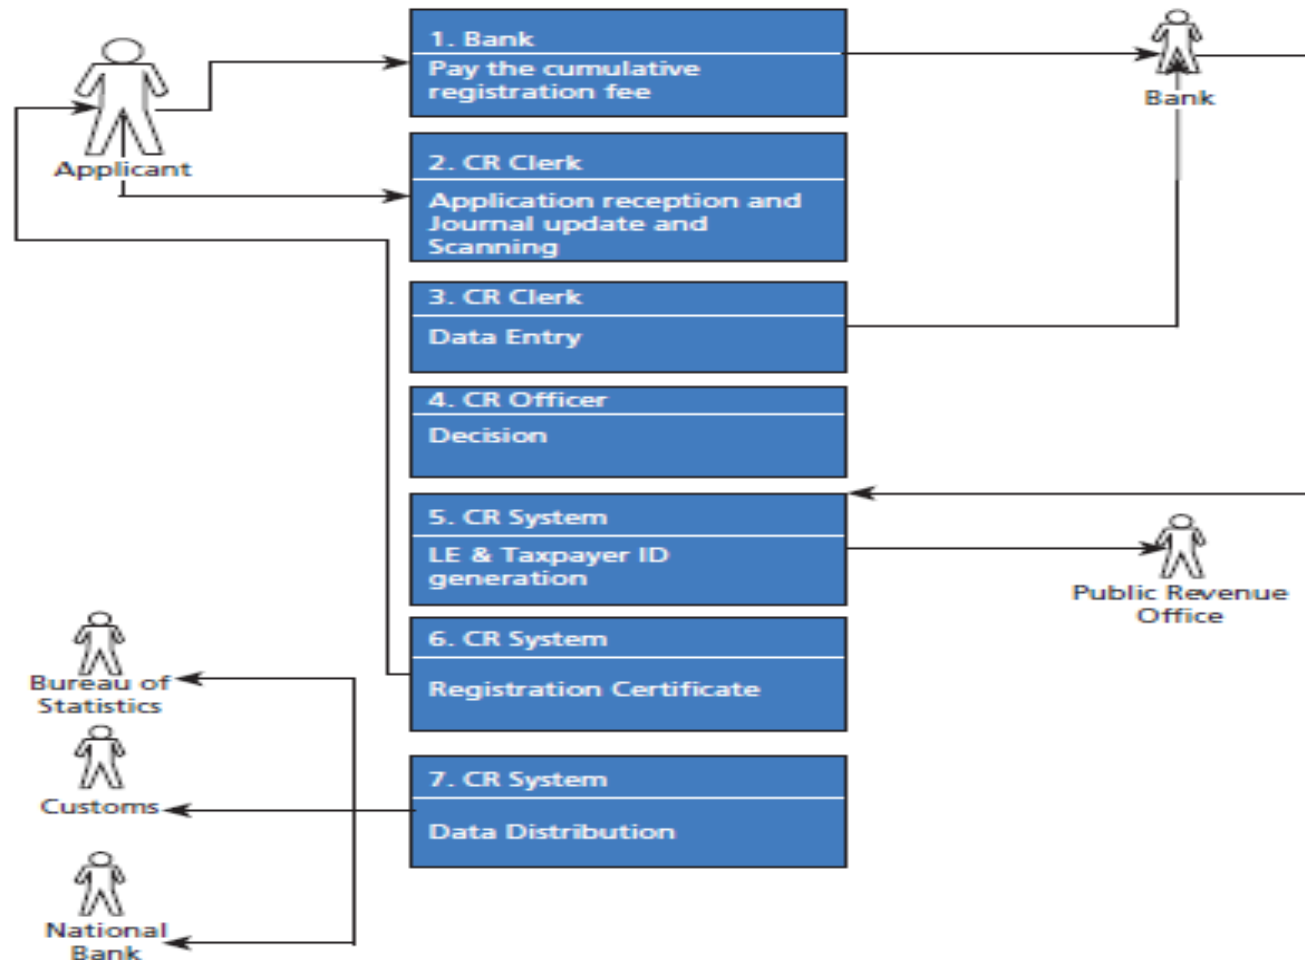 1. Bank
Pay the cumulative
registration fee
Bank
Applicant
2. CR Clerk
Application reception and
Journal update and
Scanning
3. CR Clerk
Data Entry
4. CR Officer
Decision
5. CR System
LE & Taxpayer ID
generation
Public Revenue
Office
6. CR System
Registration Certificate
Bureau of
Statistics
7. CR System
Data Distribution
Customs
National
Bank